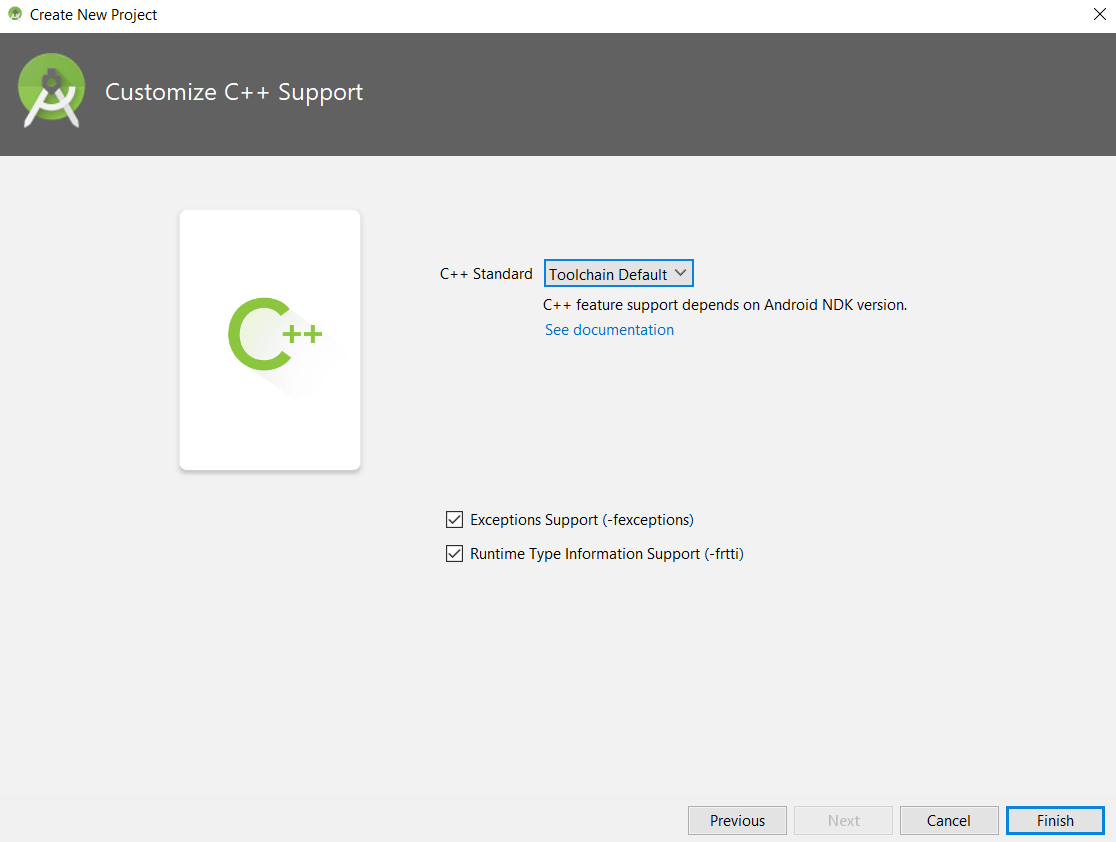 Create New Project
Customize C++ Support
C++
C++ Standard Toolchain Default
C++ feature support depends on Android NDK version.
See documentation
Exceptions Support (-fexceptions)
Runtime Type Information Support (-frtti)
Previous Next Cancel Finish